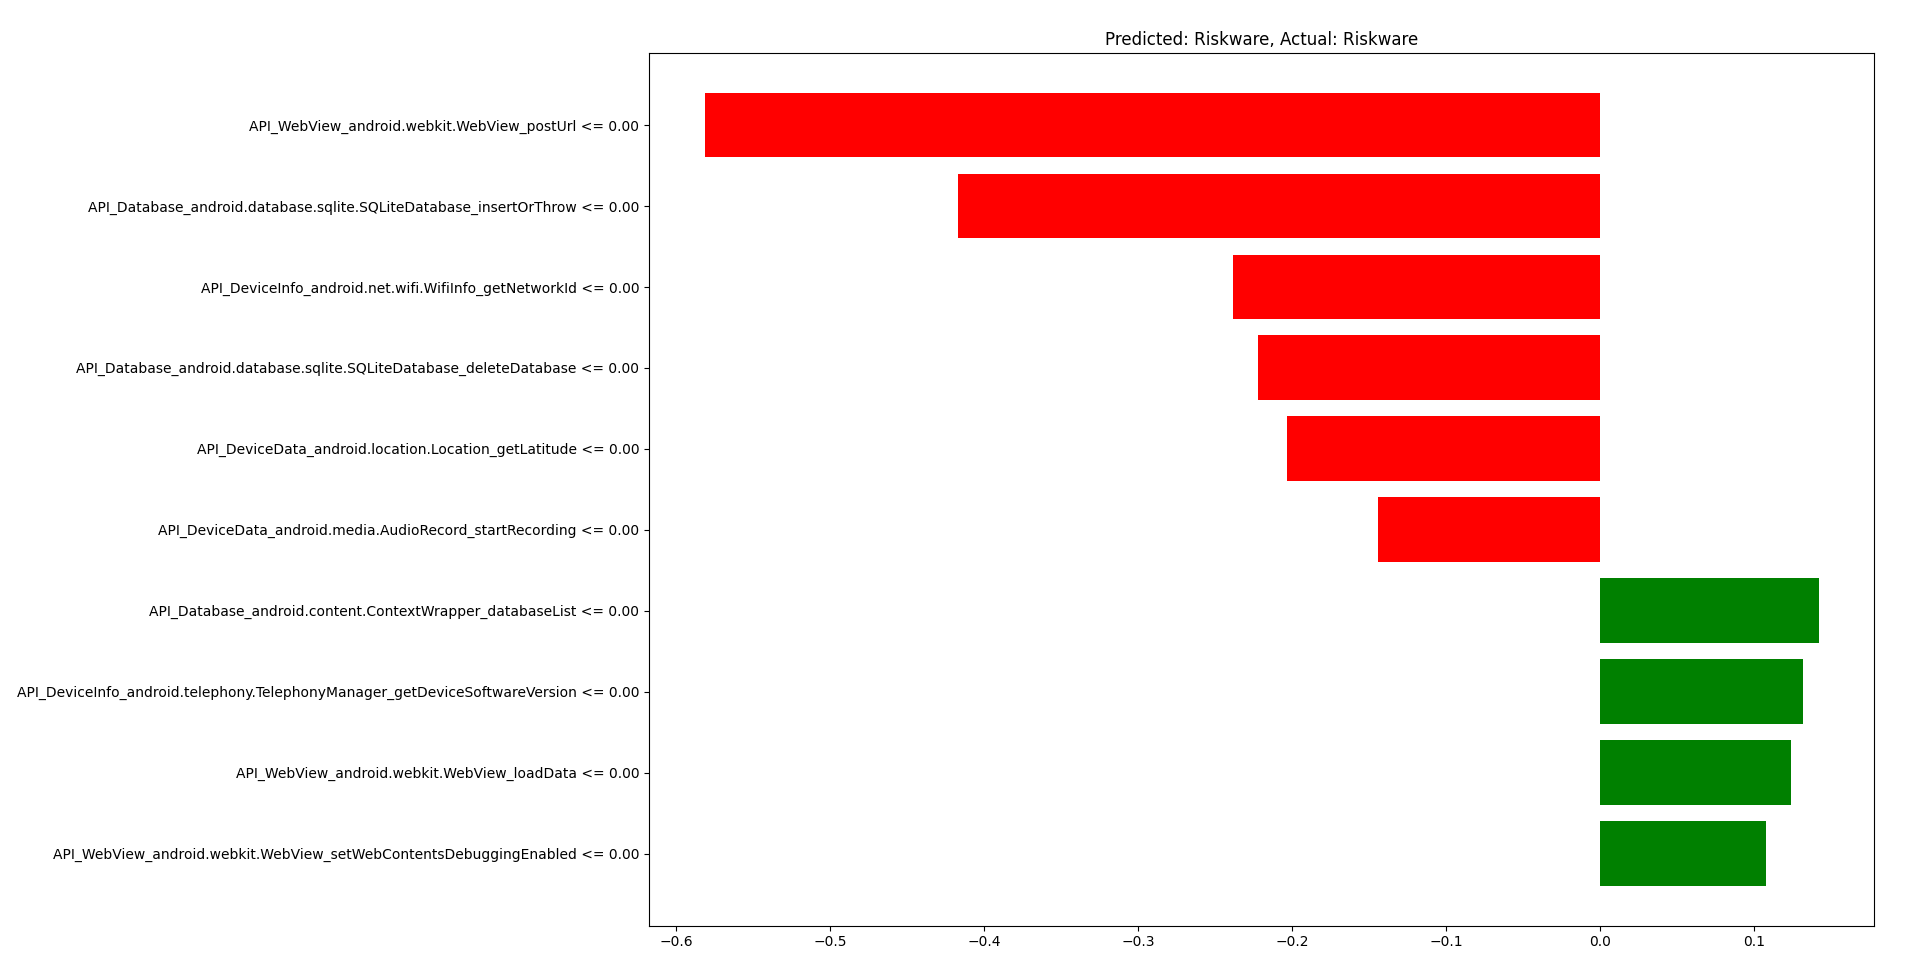 Predicted: Riskware, Actual: Riskware
API_WebView_android.webkit.WebView_postUrl <= 0.00
API_Database_android.database.sqlite.SQLiteDatabase_insertOrThrow <= 0.00
API_DeviceInfo_android.net.wifi.WifiInfo_getNetworkId <= 0.00
API_Database_android.database.sqlite.SQLiteDatabase_deleteDatabase <= 0.00
API_DeviceData_android.location.Location_getLatitude <= 0.00
API_DeviceData_android.media.AudioRecord_startRecording <= 0.00
API_Database_android.content.ContextWrapper_databaseList <= 0.00
API_DeviceInfo_android.telephony.TelephonyManager_getDeviceSoftwareVersion <= 0.00
API_WebView_android.webkit.WebView_loadData <= 0.00
API_WebView_android.webkit.WebView_setWebContentsDebuggingEnabled <= 0.00
−0.6 −0.5 −0.4 −0.3 −0.2 −0.1 0.0 0.1